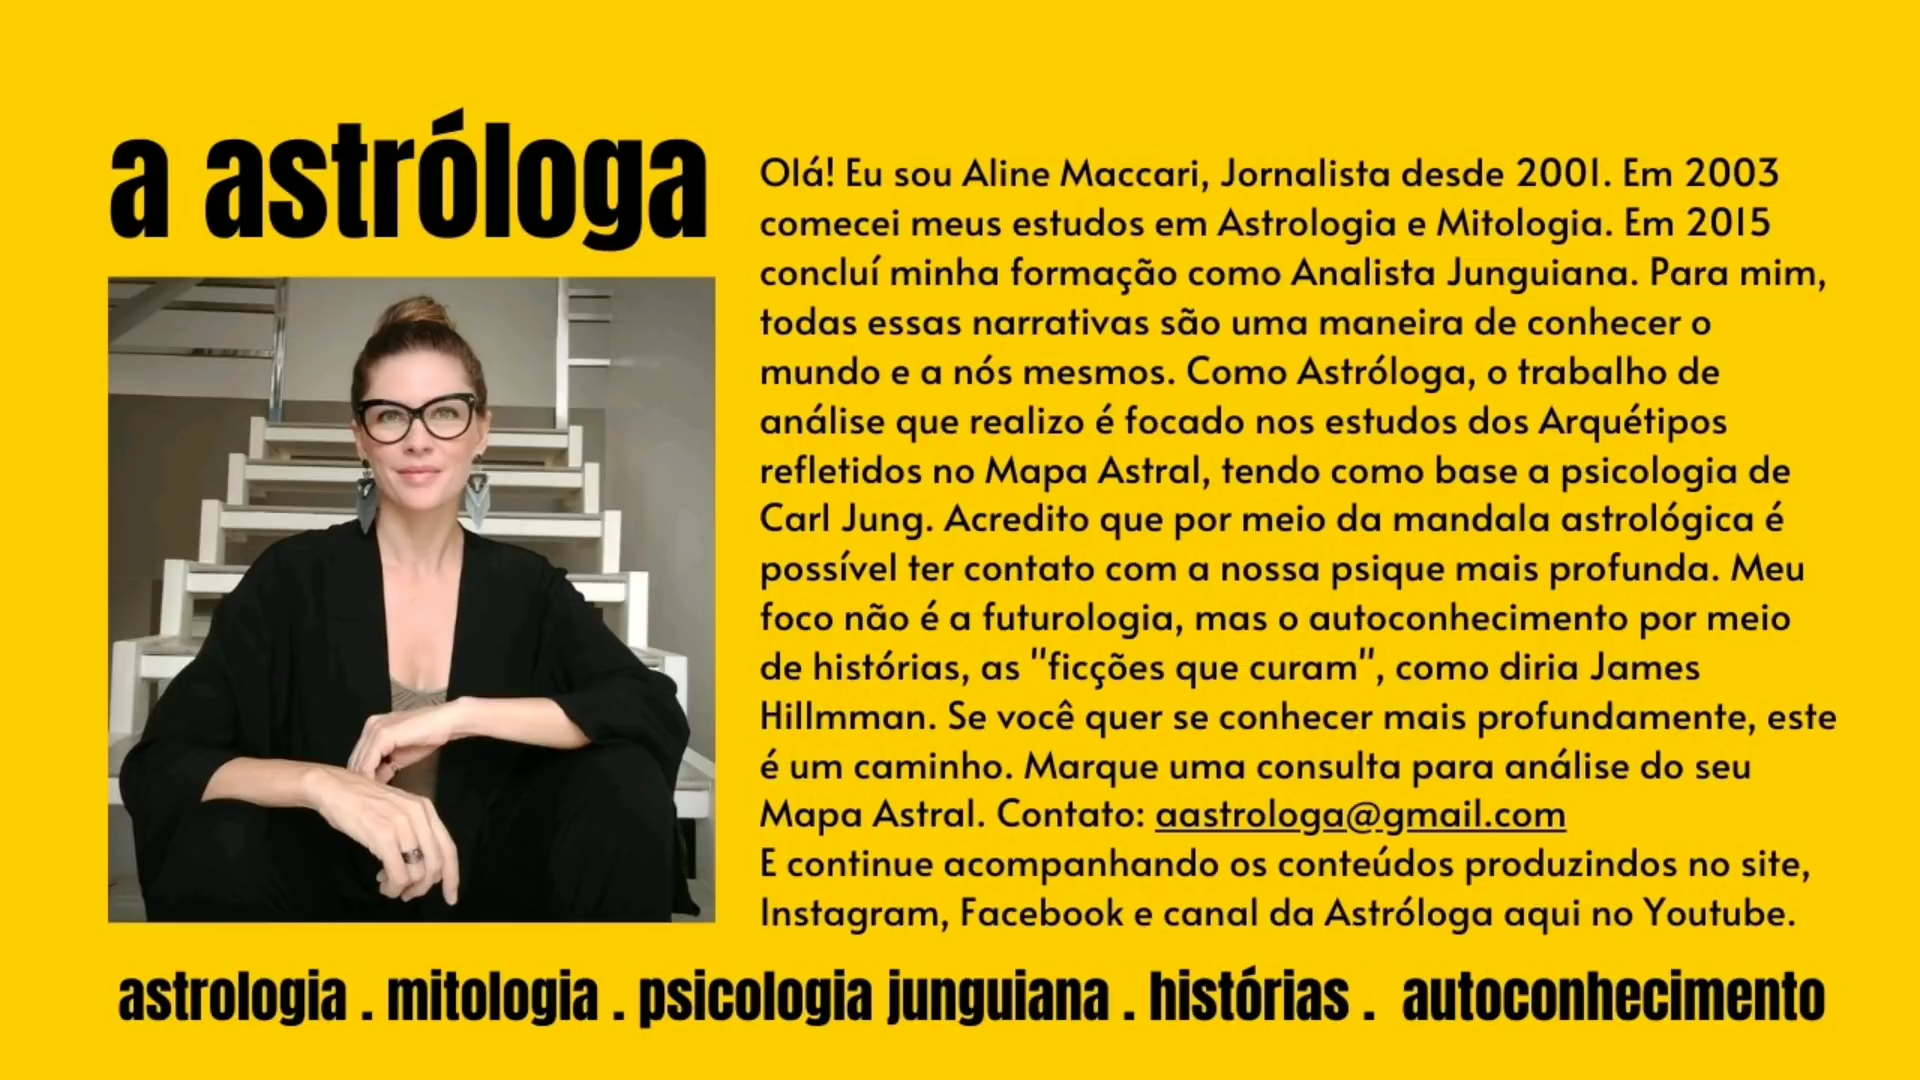 a astróloga
Olá! Eu sou Aline Maccari, Jornalista desde 2001. Em 2003
comecei meus estudos em Astrologia e Mitologia. Em 2015
concluí minha formação como Analista Junguiana. Para mim,
todas essas narrativas são uma maneira de conhecer o
mundo e a nós mesmos. Como Astróloga, o trabalho de
análise que realizo é focado nos estudos dos Arquétipos
refletidos no Mapa Astral, tendo como base a psicologia de
Carl Jung. Acredito que por meio da mandala astrológica é
possível ter contato com a nossa psique mais profunda. Meu
foco não é a futurologia, mas o autoconhecimento por meio
de histórias, as "ficções que curam", como diria James
Hillmman. Se você quer se conhecer mais profundamente, este
é um caminho. Marque uma consulta para análise do seu
Mapa Astral. Contato: aastrologa@gmail.com
E continue acompanhando os conteúdos produzindos no site,
Instagram, Facebook e canal da Astróloga aqui no Youtube.
astrologia . mitologia . psicologia junguiana . histórias . autoconhecimento